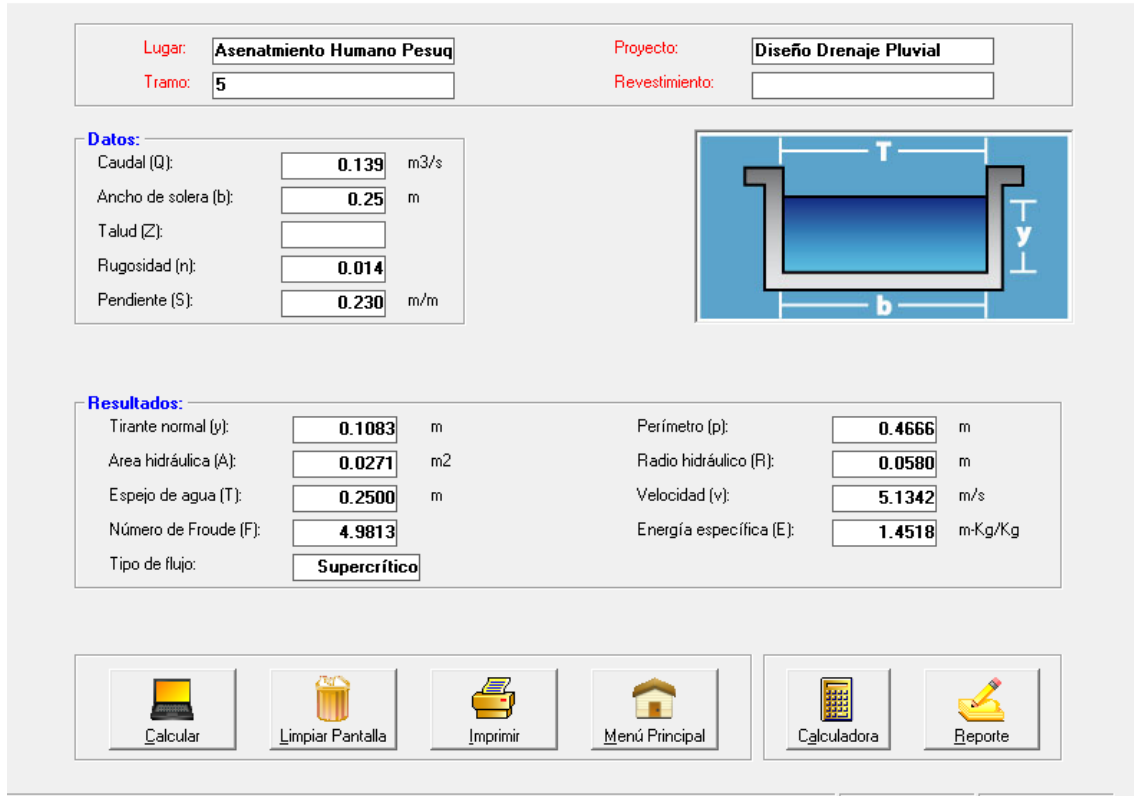 Lugar: Asenatmiento Humano Pesuq Proyecto: Diseño Drenaje Pluvial
Tramo: 5 Revestimiento:
Datos:
Caudal (Q): 0.139 m3/s
Ancho de solera (b): 0.25 m
Talud (Z):
Rugosidad (n): 0.014
Pendiente (S): 0.230 m/m
T
y
b
Resultados:
Tirante normal (y): 0.1083 m Perímetro (p): 0.4666 m
Area hidráulica (A): 0.0271 m2 Radio hidráulico (R): 0.0580 m
Espejo de agua (T): 0.2500 m Velocidad (v): 5.1342 m/s
Número de Froude (F): 4.9813 Energía específica (E): 1.4518 m-Kg/Kg
Tipo de flujo: Supercrítico
Calcular Limpiar Pantalla Imprimir Menú Principal Calculadora Reporte